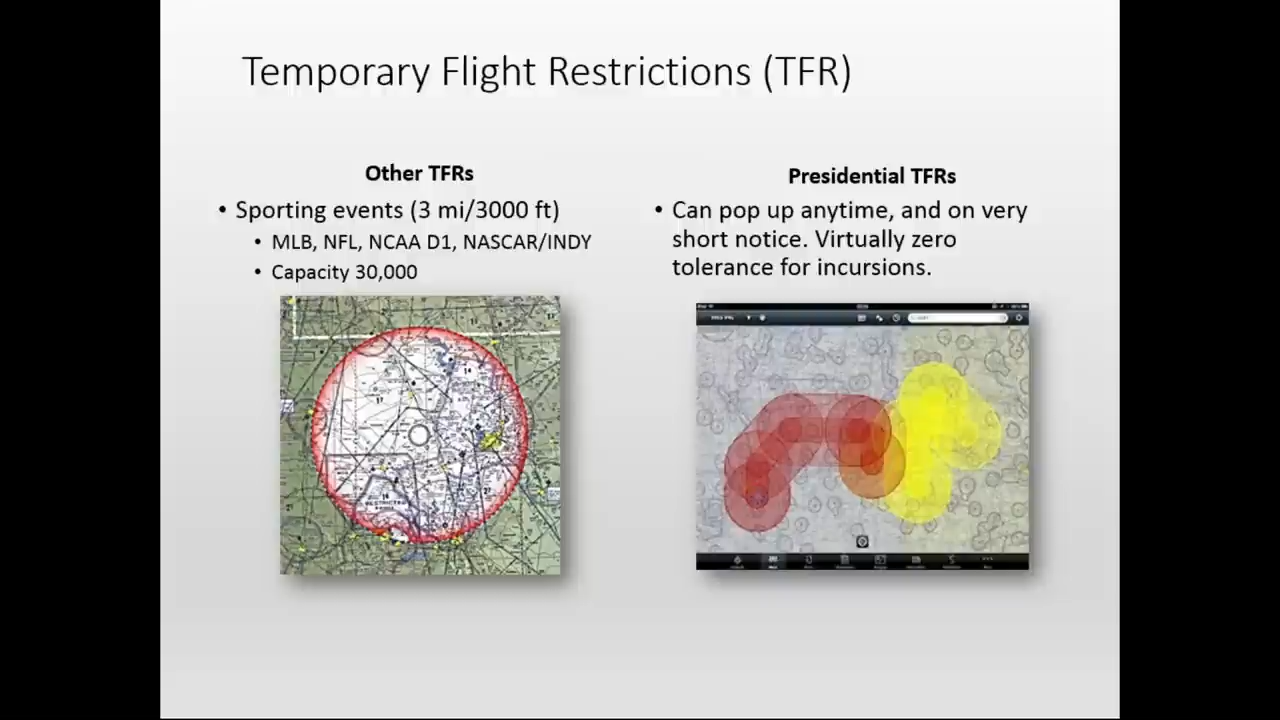 Temporary Flight Restrictions (TFR)
Other TFRs
• Sporting events (3 mi/3000 ft)
• MLB, NFL, NCAA D1, NASCAR/INDY
• Capacity 30,000
Presidential TFRs
• Can pop up anytime, and on very
short notice. Virtually zero
tolerance for incursions.